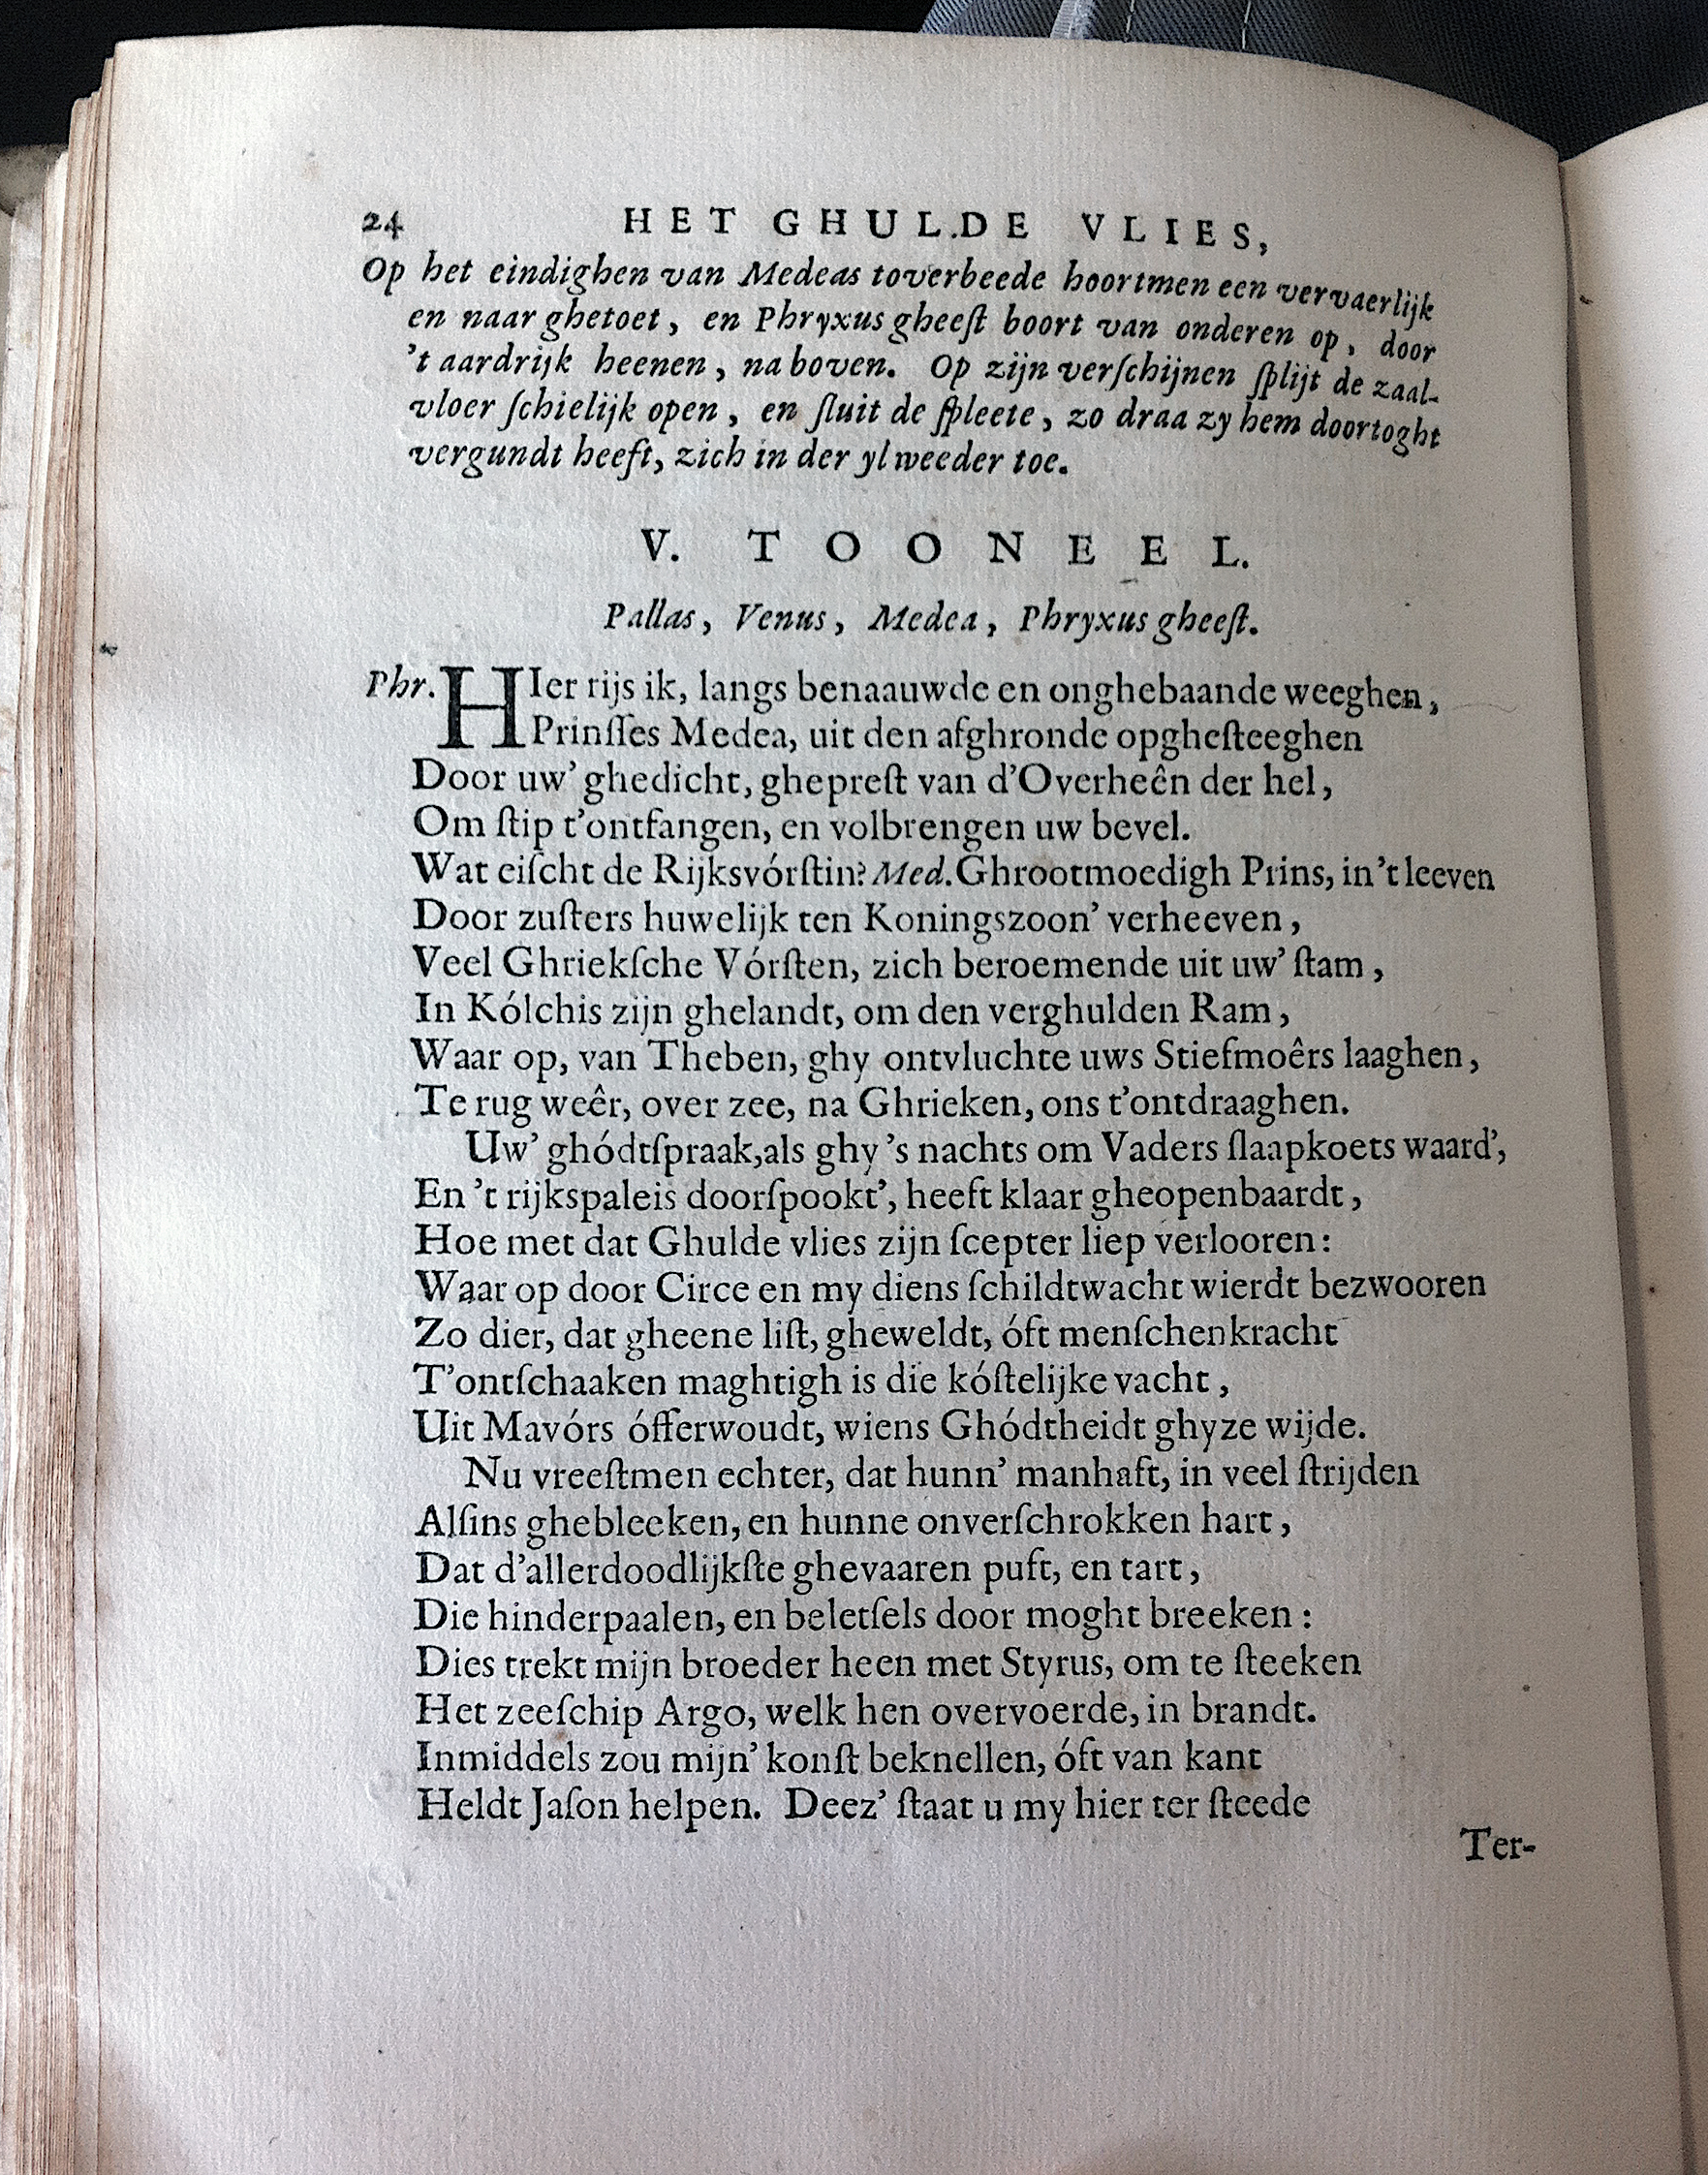 24 HET GHULDE VLIES,
Op het eindighen van Medeas toverbeede hoortmen een vervaerlijk
en naar ghetoet, en Phryxus gheeſt boort van onderen op, door
't aardrijk heenen, na boven. Op zijn verſchijnen ſplijt de zaal-
vloer ſchielijk open, en ſluit de ſpleete, zo draa zy hem doortoght
vergundt heeft, zich in der yl weeder toe.
V. TOONEEL.
Pallas, Venus, Medea, Phryxus gheeſt.
Phr. HIer rijs ik, langs benaauwde en onghebaande weeghen,
Prinſſes Medea, uit den afghronde opgheſteeghen
Door uw' ghedicht, ghepreſt van d'Overheên der hel,
Om ſtip t'ontfangen, en volbrengen uw bevel.
Wat eiſcht de Rijksvórſtin? Med. Ghrootmoedigh Prins, in 't leeven
Door zuſters huwelijk ten Koningszoon' verheeven,
Veel Ghriekſche Vórſten, zich beroemende uit uw' ſtam,
In Kólchis zijn ghelandt, om den verghulden Ram,
Waar op, van Theben, ghy ontvluchte uws Stiefmoêrs laaghen,
Te rug weêr, over zee, na Ghrieken, ons t'ontdraaghen.
Uw' ghódtſpraak, als ghy 's nachts om Vaders ſlaapkoets waard',
En 't rijkspaleis doorſpookt', heeft klaar gheopenbaardt,
Hoe met dat Ghulde vlies zijn ſcepter liep verlooren:
Waar op door Circe en my diens ſchildtwacht wierdt bezwooren
Zo dier, dat gheene liſt, gheweldt, óft menſchenkracht
T'ontſchaaken maghtigh is die kóſtelijke vacht,
Uit Mavórs ófferwoudt, wiens Ghódtheidt ghyze wijde.
Nu vreeſtmen echter, dat hunn' manhaft, in veel ſtrijden
Alſins ghebleeken, en hunne onverſchrokken hart,
Dat d'allerdoodlijkſte ghevaaren puft, en tart,
Die hinderpaalen, en beletſels door moght breeken:
Dies trekt mijn broeder heen met Styrus, om te ſteeken
Het zeeſchip Argo, welk hen overvoerde, in brandt.
Inmiddels zou mijn' konſt beknellen, óft van kant
Heldt Jaſon helpen. Deez' ſtaat u my hier ter ſteede
Ter-